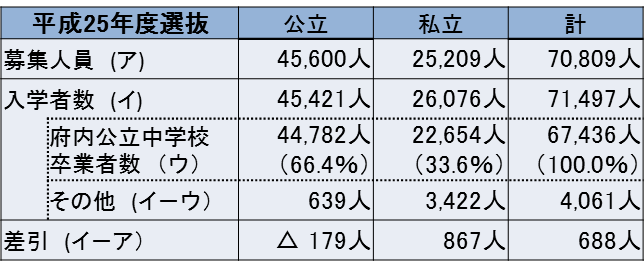 平成25年度選抜 公立 私立 計
募集人員 (ア) 45,600人 25,209人 70,809人
入学者数 (イ) 45,421人 26,076人 71,497人
府内公立中学校 44,782人 22,654人 67,436人
卒業者数 (ウ) (66.4%) (33.6%) (100.0%)
その他 (イーウ) 639人 3,422人 4,061人
差引 (イーア) △ 179人 867人 688人